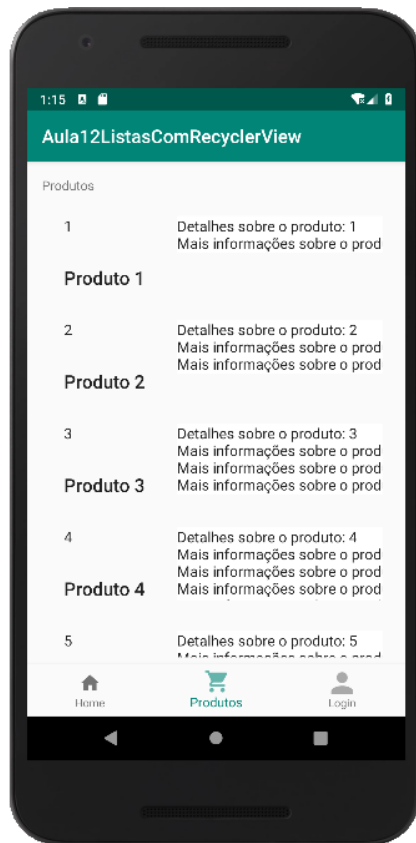 1:15
Aula12ListasComRecyclerView
Produtos
1
Detalhes sobre o produto: 1
Mais informações sobre o prod
Produto 1
2
Detalhes sobre o produto: 2
Mais informações sobre o prod
Mais informações sobre o prod
Produto 2
3
Detalhes sobre o produto: 3
Mais informações sobre o prod
Mais informações sobre o prod
Mais informações sobre o prod
Produto 3
4
Detalhes sobre o produto: 4
Mais informações sobre o prod
Mais informações sobre o prod
Mais informações sobre o prod
Produto 4
5
Detalhes sobre o produto: 5
Mais informações sobre o prod
Home
Produtos
Login